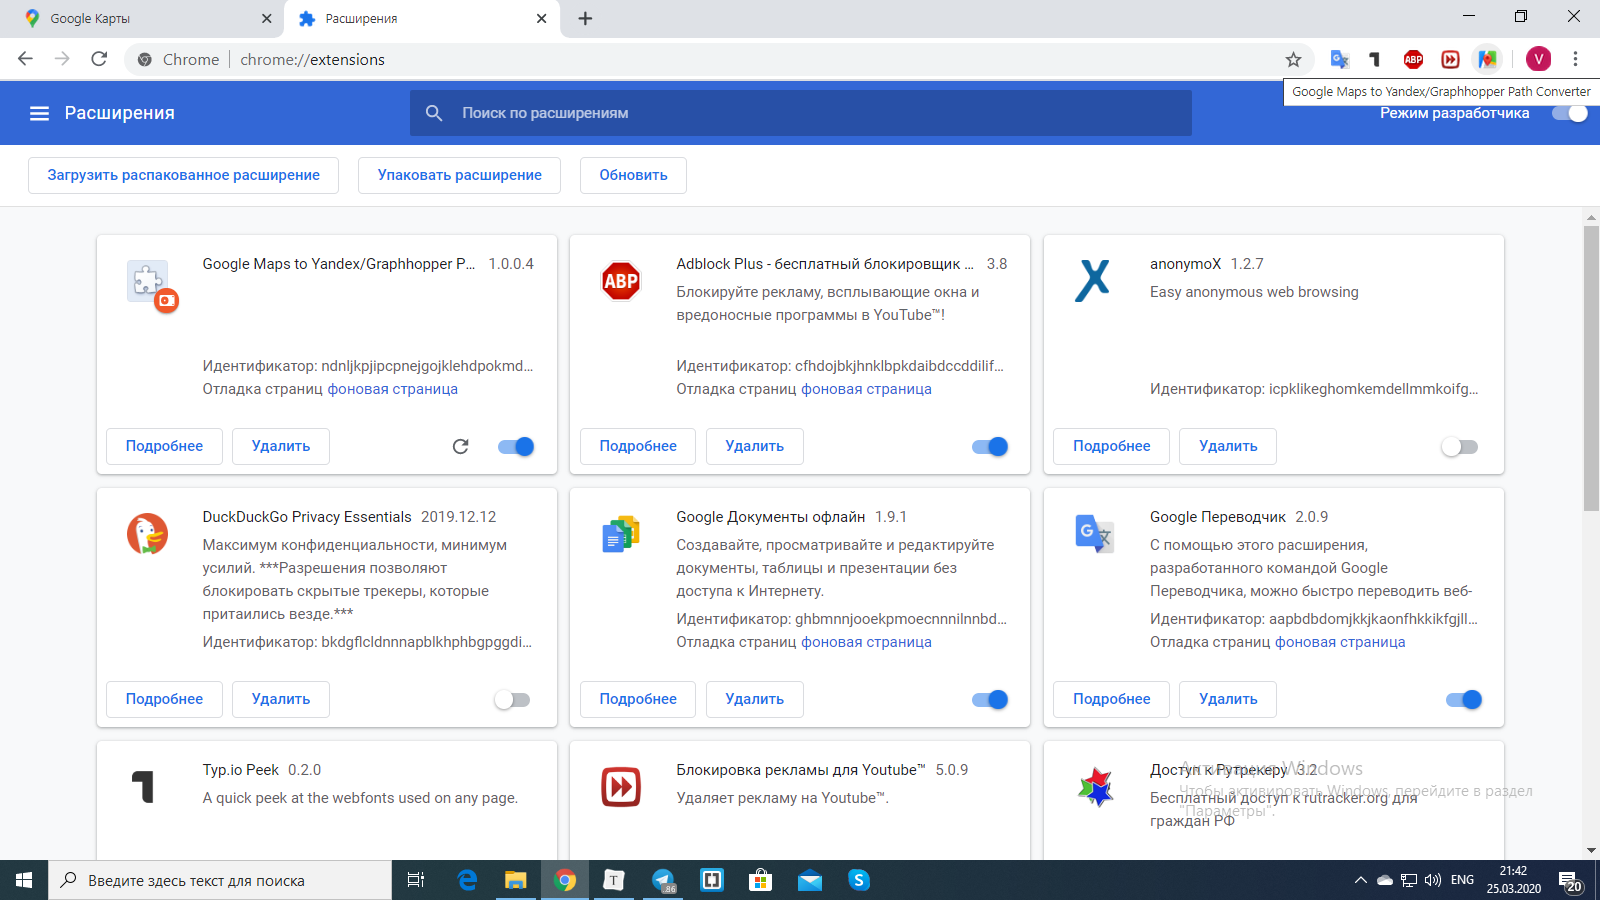 Google Карты
Расширения
Chrome
chrome://extensions
ABP
V
Google Maps to Yandex/Graphhopper Path Converter
Расширения
Поиск по расширениям
Режим разработчика
Загрузить распакованное расширение
Упаковать расширение
Обновить
Google Maps to Yandex/Graphhopper P... 1.0.0.4
Идентификатор: ndnljkpjipcpnejgojklehdpokmd...
Отладка страниц фоновая страница
Подробнее
Удалить
ABP
Adblock Plus - бесплатный блокировщик ... 3.8
Блокируйте рекламу, всплывающие окна и
вредоносные программы в YouTube™!
Идентификатор: cfhdojbkjhnklbpkdaibdccddilif...
Отладка страниц фоновая страница
Подробнее
Удалить
anonymoX 1.2.7
Easy anonymous web browsing
Идентификатор: icpklikeghomkemdellmmkoifg...
Подробнее
Удалить
DuckDuckGo Privacy Essentials 2019.12.12
Максимум конфиденциальности, минимум
усилий. ***Разрешения позволяют
блокировать скрытые трекеры, которые
притаились везде.***
Идентификатор: bkdgflcldnnnapblkhphbgpggdi...
Подробнее
Удалить
Google Документы офлайн 1.9.1
Создавайте, просматривайте и редактируйте
документы, таблицы и презентации без
доступа к Интернету.
Идентификатор: ghbmnnjooekpmoecnnnilnnbd...
Отладка страниц фоновая страница
Подробнее
Удалить
G
Google Переводчик 2.0.9
С помощью этого расширения,
разработанного командой Google
Переводчика, можно быстро переводить веб-
Идентификатор: aapbdbdomjkkjkaonfhkkikfgjll...
Отладка страниц фоновая страница
Подробнее
Удалить
Typ.io Peek 0.2.0
A quick peek at the webfonts used on any page.
Блокировка рекламы для Youtube™ 5.0.9
Удаляет рекламу на Youtube™.
Доступ к Рутрекеру 3.2
Бесплатный доступ к rutracker.org для
граждан РФ
Активация Windows
Чтобы активировать Windows, перейдите в раздел
"Параметры".
Введите здесь текст для поиска
T
86
ENG
21:42
25.03.2020
20